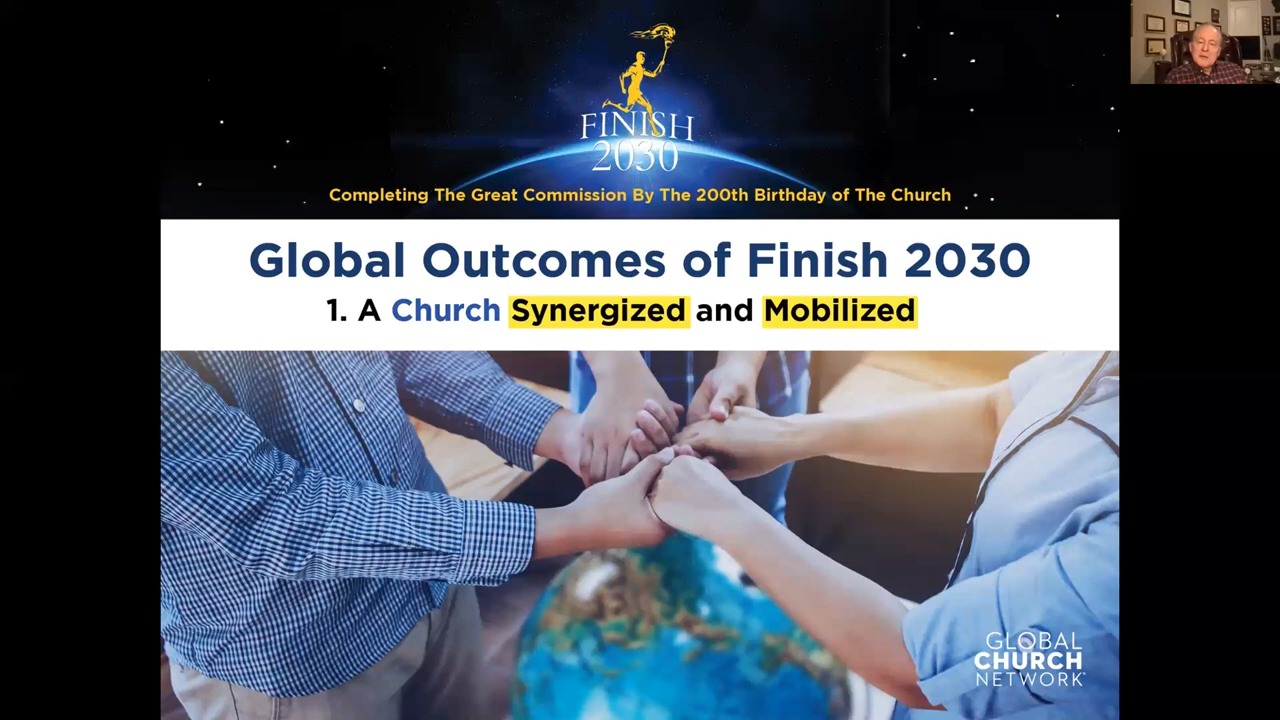 FINISH
2030
Completing The Great Commission By The 200th Birthday of The Church
Global Outcomes of Finish 2030
1. A Church Synergized and Mobilized
GLOBAL
CHURCH
NETWORK